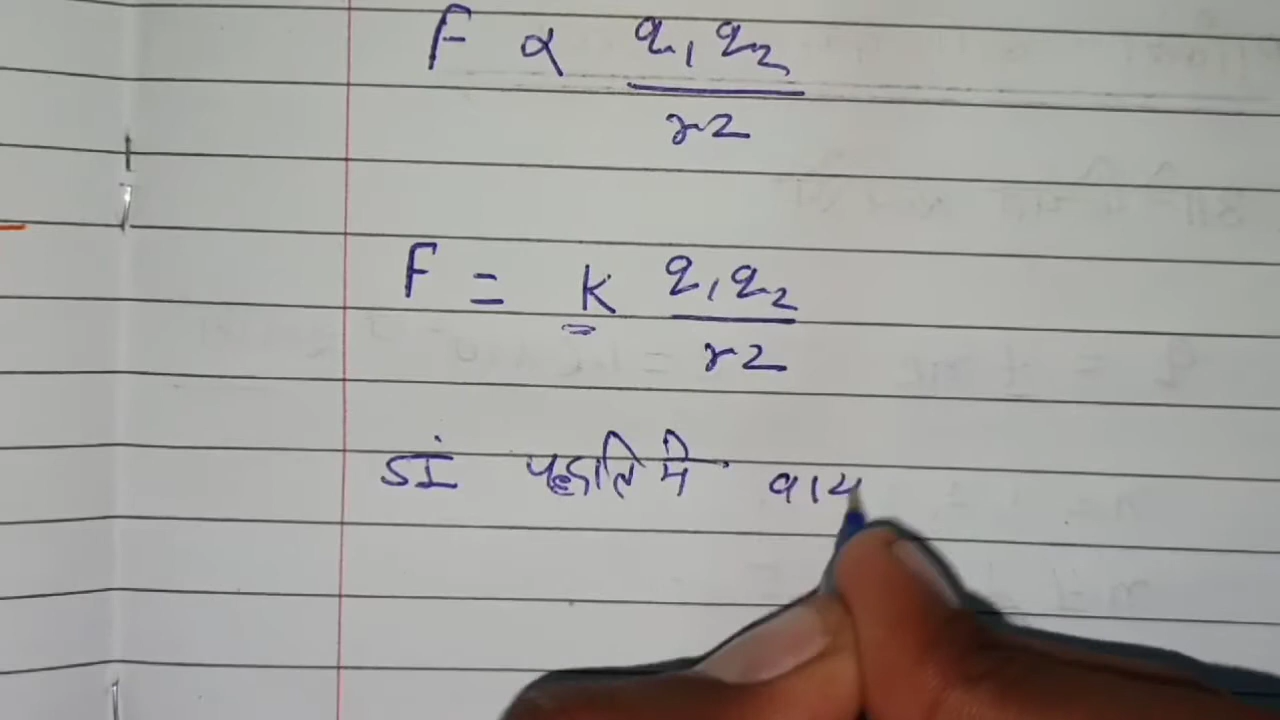 F ∝ q₁q₂
r2
F = k q₁q₂
r2
SI पद्धति मे वाय